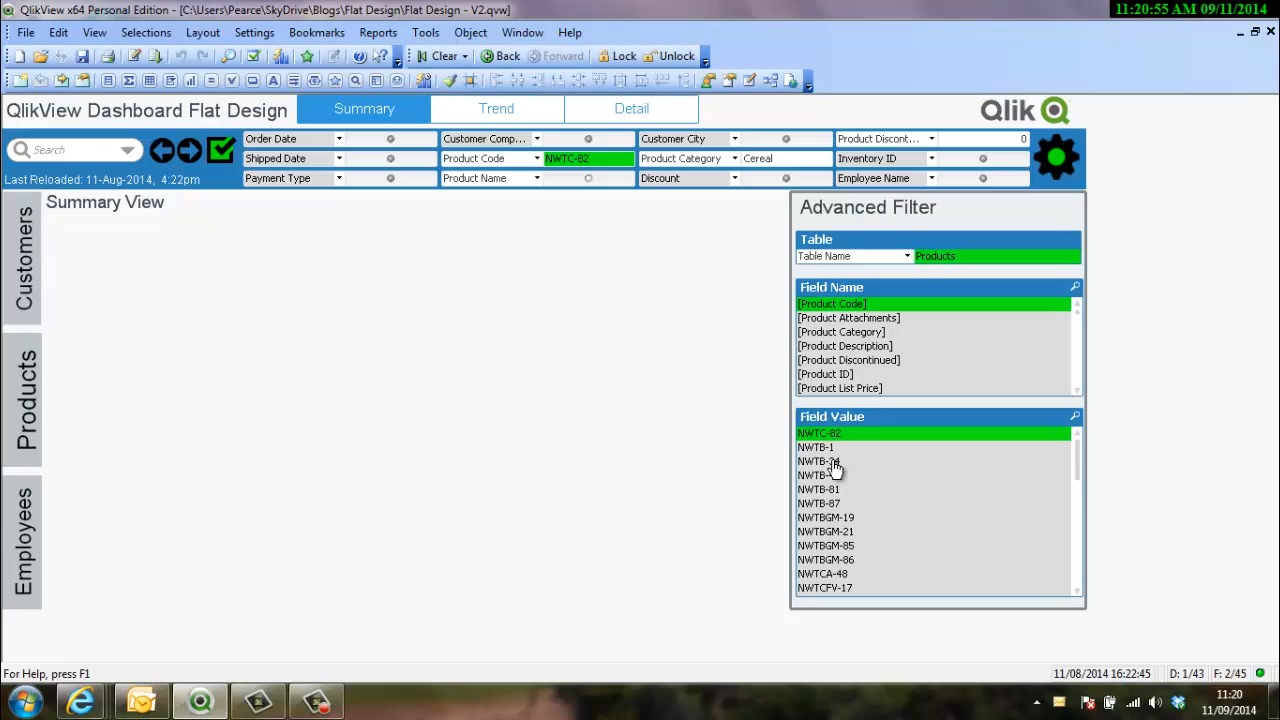 QlikView x64 Personal Edition - [C:\Users\Pearce\SkyDrive\Blogs\Flat Design\Flat Design - V2.qvw]
11:20:55 AM 09/11/2014
File Edit View Selections Layout Settings Bookmarks Reports Tools Object Window Help
Clear Back Forward Lock Unlock
QlikView Dashboard Flat Design Summary Trend Detail Qlik
Order Date Customer Comp... Customer City Product Discont... 0
Search
Shipped Date Product Code NWTC-82 Product Category Cereal Inventory ID
Last Reloaded: 11-Aug-2014, 4:22pm
Payment Type Product Name Discount Employee Name
Customers
Products
Employees
Summary View
Advanced Filter
Table
Table Name Products
Field Name
[Product Code]
[Product Attachments]
[Product Category]
[Product Description]
[Product Discontinued]
[Product ID]
[Product List Price]
Field Value
NWTC-82
NWTB-1
NWTB-34
NWTB-
NWTB-81
NWTB-87
NWTBGM-19
NWTBGM-21
NWTBGM-85
NWTBGM-86
NWTCA-48
NWTCFV-17
For Help, press F1
11/08/2014 16:22:45 D: 1/43 F: 2/45
11:20
11/09/2014